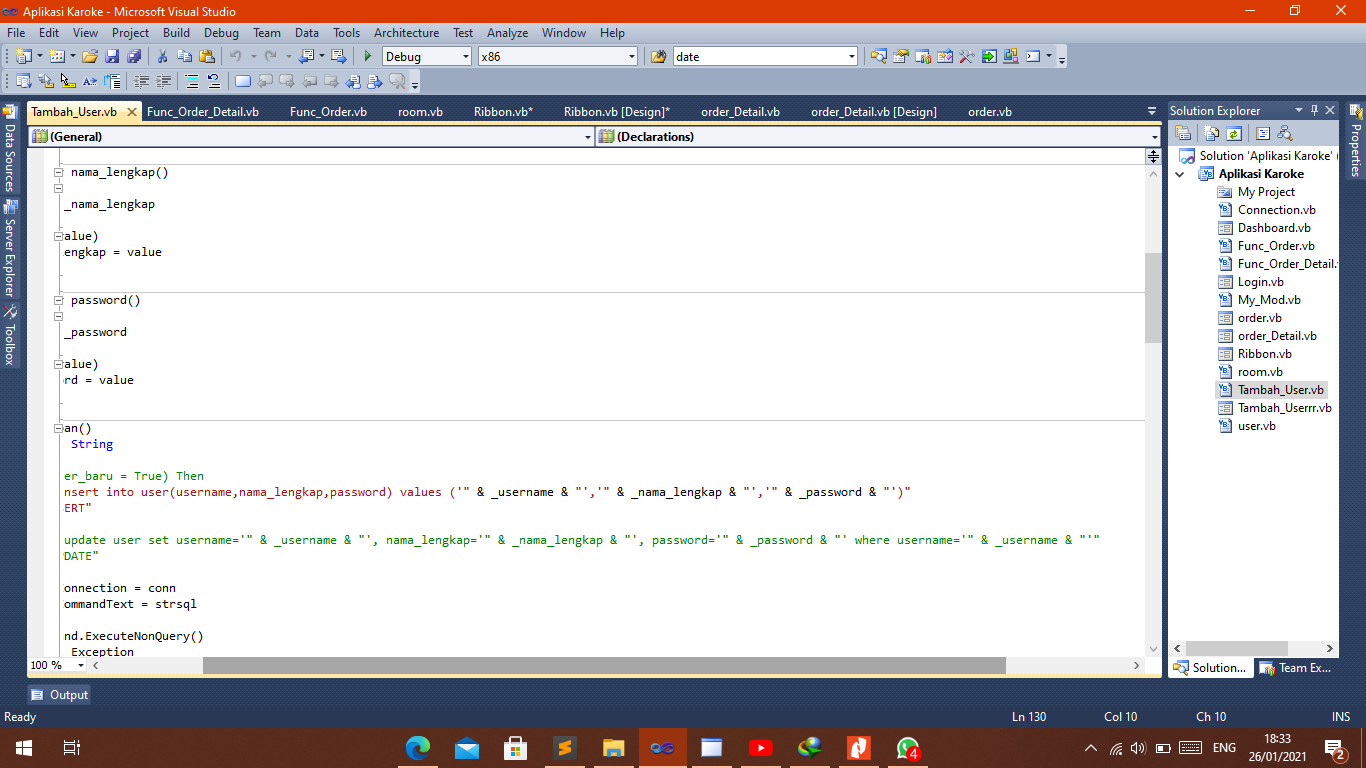 Aplikasi Karoke - Microsoft Visual Studio
File Edit View Project Build Debug Team Data Tools Architecture Test Analyze Window Help
Debug x86 date
Tambah_User.vb Func_Order_Detail.vb Func_Order.vb room.vb Ribbon.vb* Ribbon.vb [Design]* order_Detail.vb order_Detail.vb [Design] order.vb
(General) (Declarations)
nama_lengkap()
_nama_lengkap
alue)
engkap = value
password()
_password
alue)
rd = value
an()
String
er_baru = True) Then
nsert into user(username,nama_lengkap,password) values ('" & _username & "','" & _nama_lengkap & "','" & _password & "')"
ERT"
update user set username='" & _username & "', nama_lengkap='" & _nama_lengkap & "', password='" & _password & "' where username='" & _username & "'"
DATE"
onnection = conn
ommandText = strsql
nd.ExecuteNonQuery()
Exception
100 %
Data Sources
Server Explorer
Toolbox
Solution Explorer
Solution 'Aplikasi Karoke' (
Aplikasi Karoke
My Project
Connection.vb
Dashboard.vb
Func_Order.vb
Func_Order_Detail.
Login.vb
My_Mod.vb
order.vb
order_Detail.vb
Ribbon.vb
room.vb
Tambah_User.vb
Tambah_Userrr.vb
user.vb
Solution... Team Ex...
Properties
Output
Ready Ln 130 Col 10 Ch 10 INS
4
ENG
18:33
26/01/2021
2